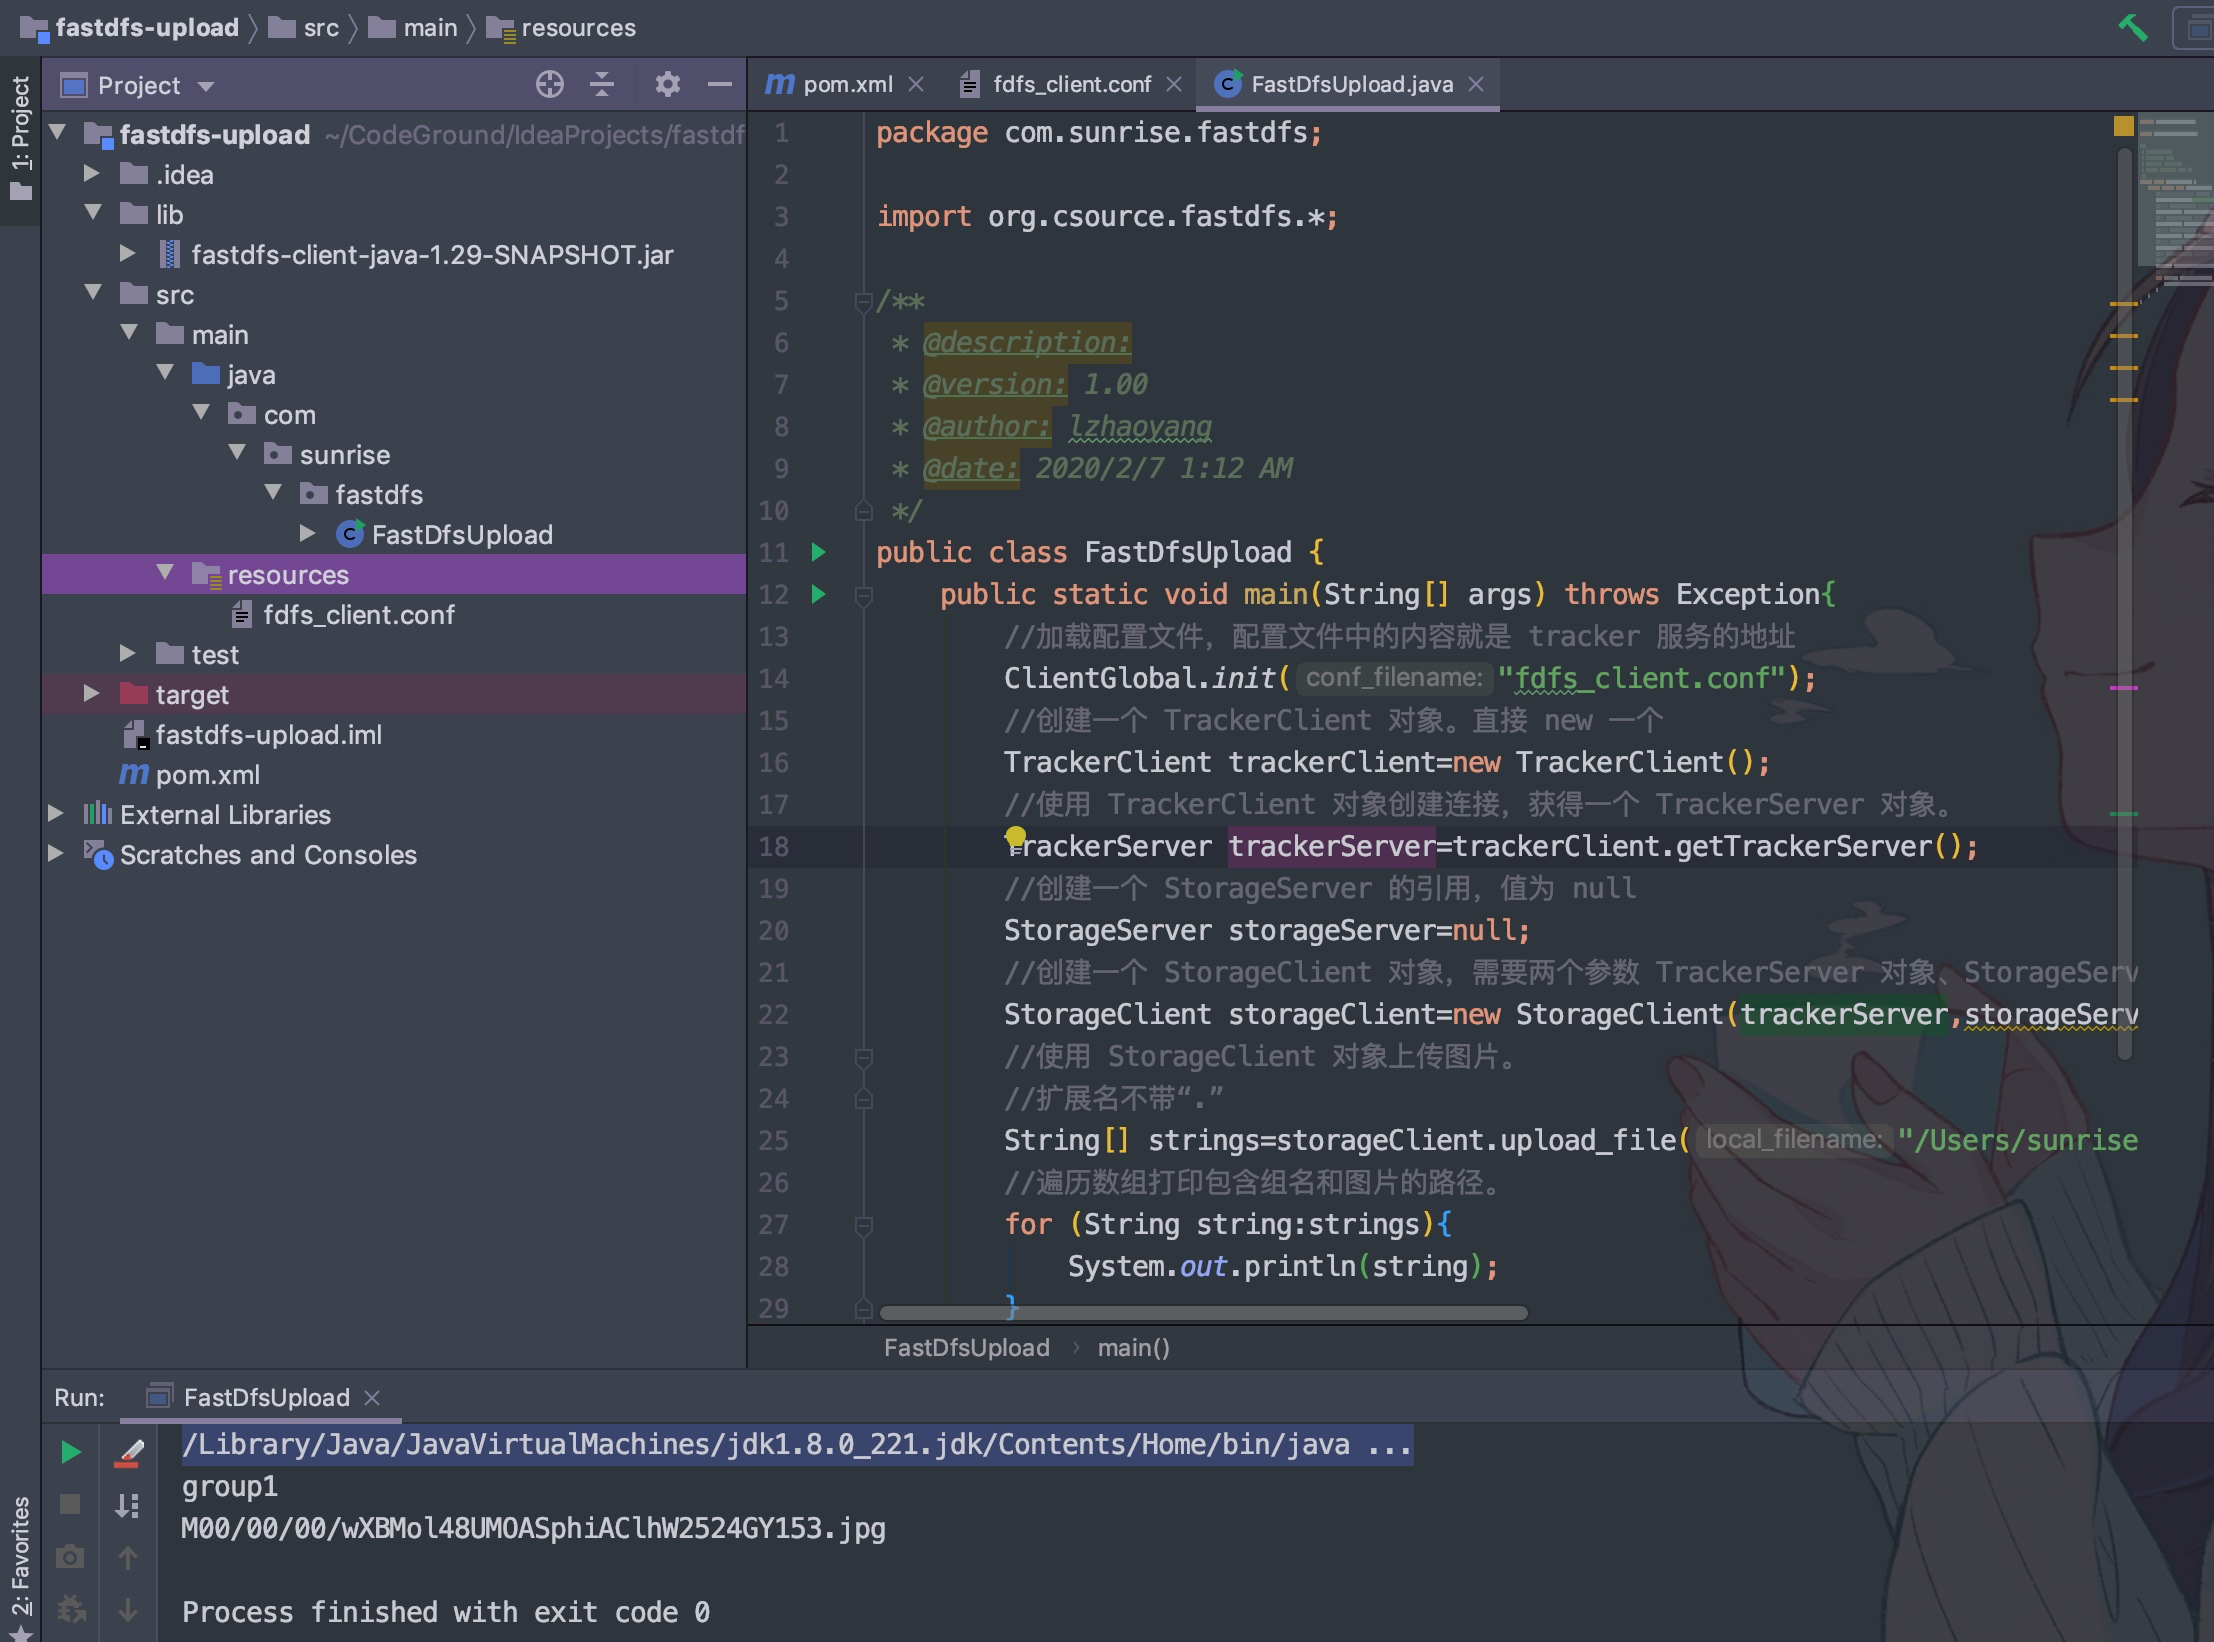 fastdfs-upload src main resources
1: Project
Project
pom.xml fdfs_client.conf FastDfsUpload.java
fastdfs-upload ~/CodeGround/IdeaProjects/fastdf
.idea
lib
fastdfs-client-java-1.29-SNAPSHOT.jar
src
main
java
com
sunrise
fastdfs
FastDfsUpload
resources
fdfs_client.conf
test
target
fastdfs-upload.iml
pom.xml
External Libraries
Scratches and Consoles
1 package com.sunrise.fastdfs;
2
3 import org.csource.fastdfs.*;
4
5 /**
6 * @description:
7 * @version: 1.00
8 * @author: lzhaoyang
9 * @date: 2020/2/7 1:12 AM
10 */
11 public class FastDfsUpload {
12 public static void main(String[] args) throws Exception{
13 //加载配置文件，配置文件中的内容就是 tracker 服务的地址
14 ClientGlobal.init( conf_filename: "fdfs_client.conf");
15 //创建一个 TrackerClient 对象。直接 new 一个
16 TrackerClient trackerClient=new TrackerClient();
17 //使用 TrackerClient 对象创建连接，获得一个 TrackerServer 对象。
18 TrackerServer trackerServer=trackerClient.getTrackerServer();
19 //创建一个 StorageServer 的引用，值为 null
20 StorageServer storageServer=null;
21 //创建一个 StorageClient 对象，需要两个参数 TrackerServer 对象、StorageServ
22 StorageClient storageClient=new StorageClient(trackerServer,storageServ
23 //使用 StorageClient 对象上传图片。
24 //扩展名不带“.”
25 String[] strings=storageClient.upload_file( local_filename: "/Users/sunrise
26 //遍历数组打印包含组名和图片的路径。
27 for (String string:strings){
28 System.out.println(string);
29 }
FastDfsUpload main()
Run: FastDfsUpload
/Library/Java/JavaVirtualMachines/jdk1.8.0_221.jdk/Contents/Home/bin/java ...
group1
M00/00/00/wXBMol48UMOASphiAClhW2524GY153.jpg
Process finished with exit code 0
2: Favorites